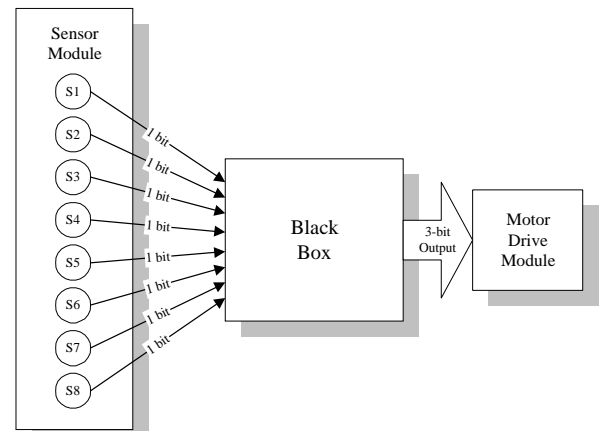 Sensor
Module
S1
S2
S3
S4
S5
S6
S7
S8
1 bit
1 bit
1 bit
1 bit
1 bit
1 bit
1 bit
1 bit
Black
Box
3-bit
Output
Motor
Drive
Module